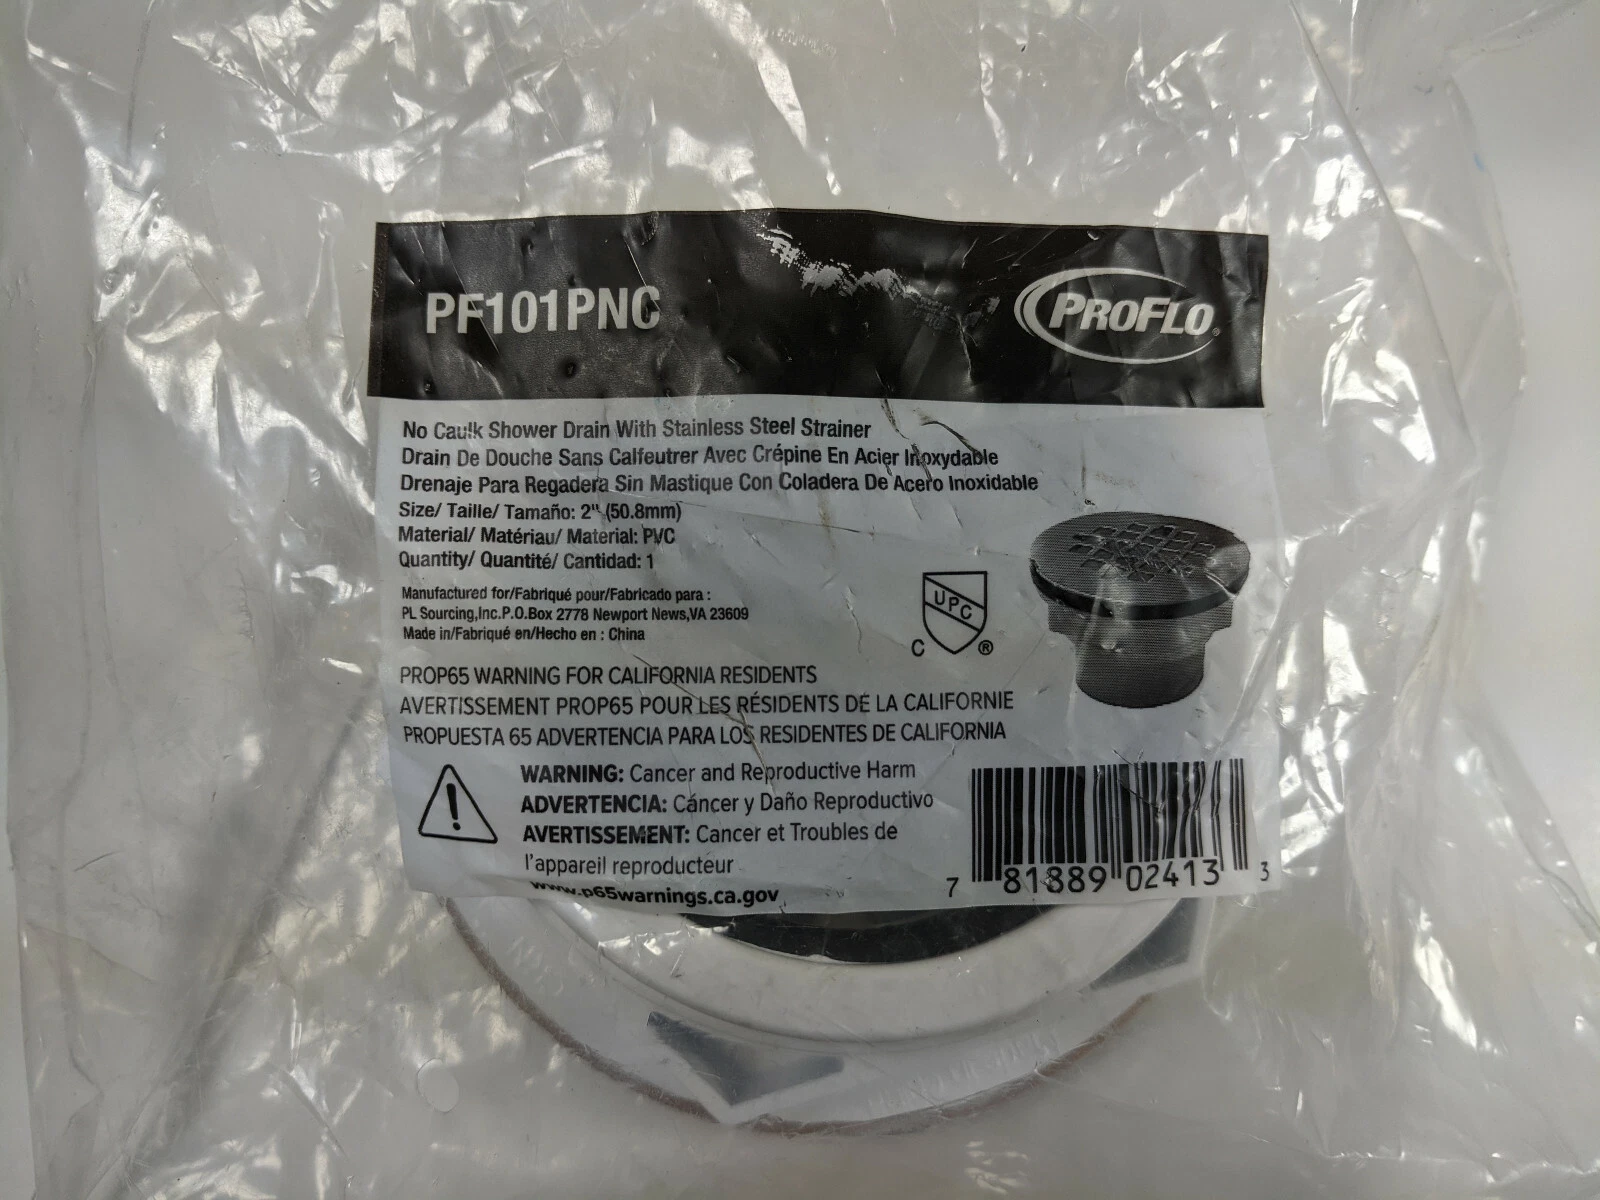 PF101PNC
PROFLO®
No Caulk Shower Drain With Stainless Steel Strainer
Drain De Douche Sans Calfeutrer Avec Crépine En Acier Inoxydable
Drenaje Para Regadera Sin Mastique Con Coladera De Acero Inoxidable
Size/ Taille/ Tamaño: 2" (50.8mm)
Material/ Matériau/ Material: PVC
Quantity/ Quantité/ Cantidad: 1
Manufactured for/Fabriqué pour/Fabricado para :
PL Sourcing,Inc.P.O.Box 2778 Newport News,VA 23609
Made in/Fabriqué en/Hecho en : China
UPC
C ®
PROP65 WARNING FOR CALIFORNIA RESIDENTS
AVERTISSEMENT PROP65 POUR LES RÉSIDENTS DE LA CALIFORNIE
PROPUESTA 65 ADVERTENCIA PARA LOS RESIDENTES DE CALIFORNIA
WARNING: Cancer and Reproductive Harm
ADVERTENCIA: Cáncer y Daño Reproductivo
AVERTISSEMENT: Cancer et Troubles de
l'appareil reproducteur
www.p65warnings.ca.gov
7 81889 02413 3